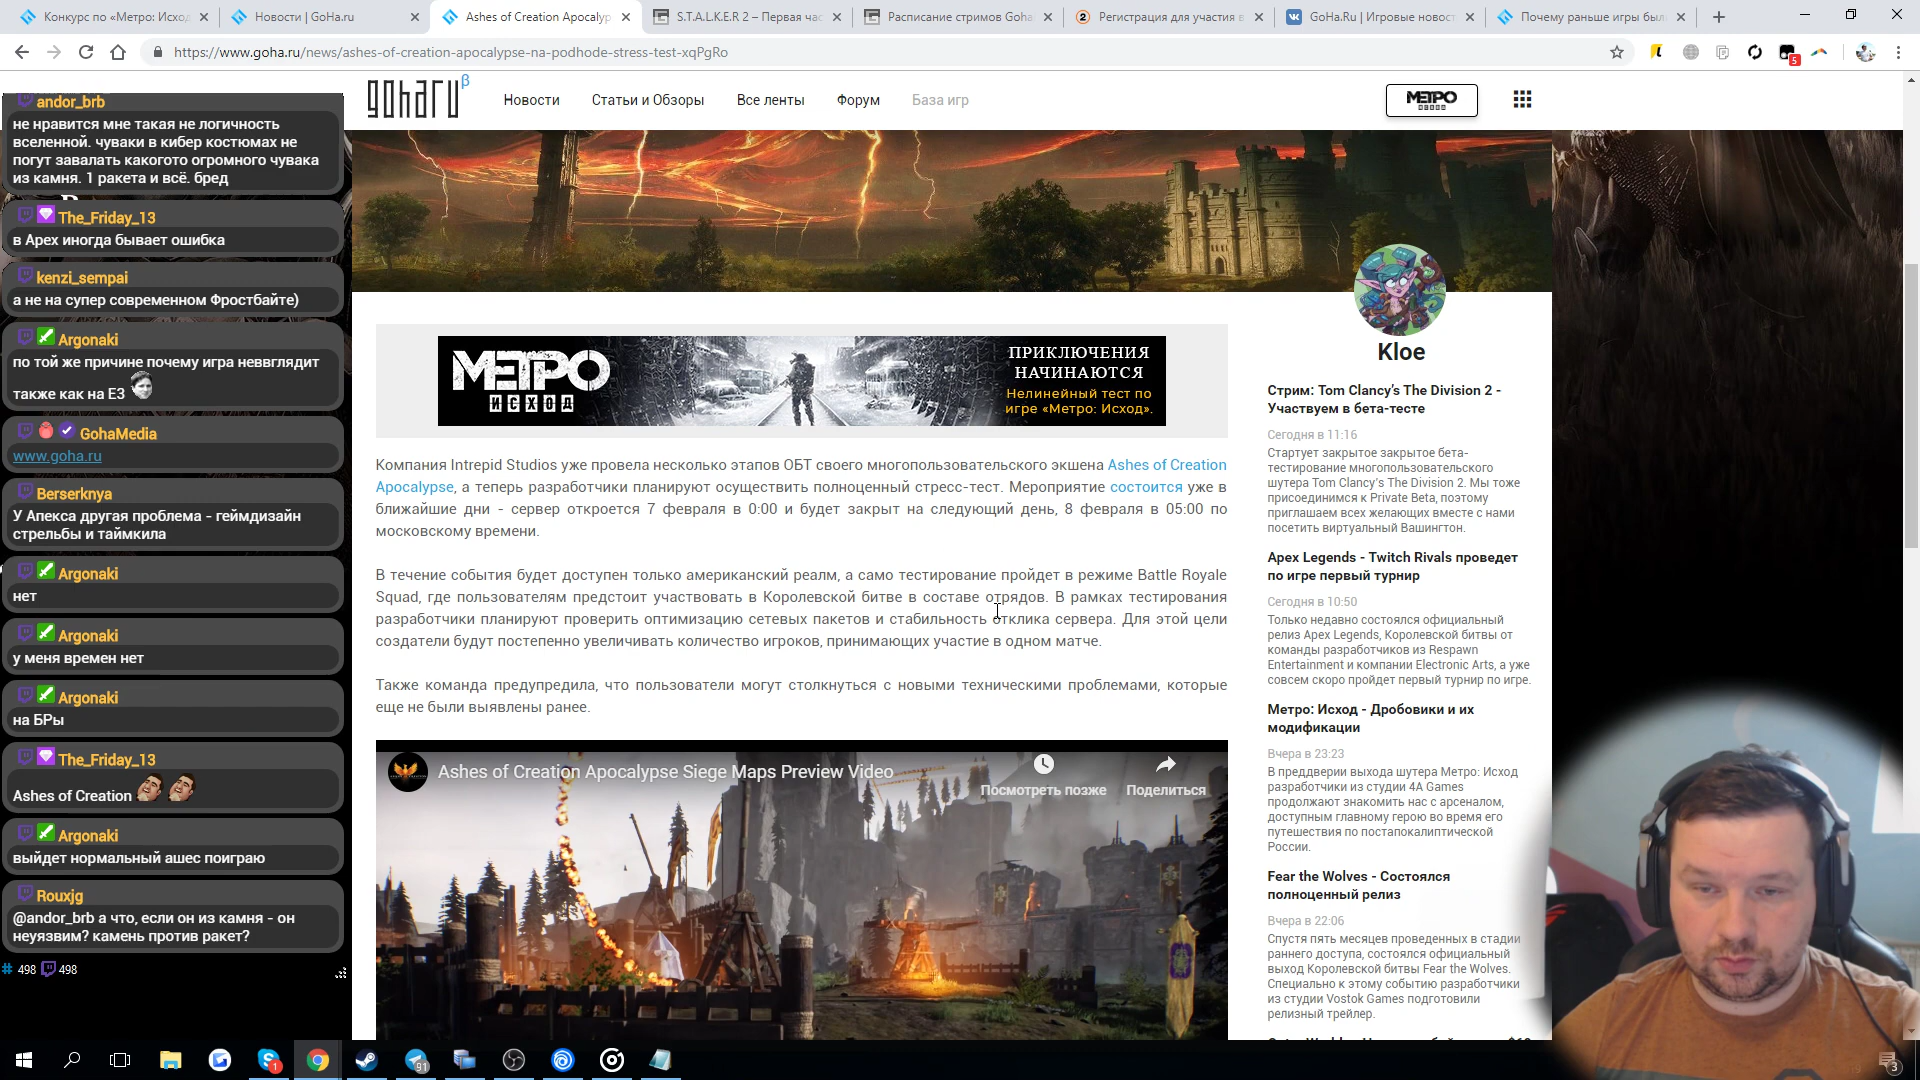 Конкурс по «Метро: Исход
Новости | GoHa.ru
Ashes of Creation Apocalyp
S.T.A.L.K.E.R 2 – Первая час
Расписание стримов Goha
Регистрация для участия в
GoHa.Ru | Игровые новост
Почему раньше игры был
https://www.goha.ru/news/ashes-of-creation-apocalypse-na-podhode-stress-test-xqPgRo
5
goharu β
Новости
Статьи и Обзоры
Все ленты
Форум
База игр
МЕТРО
ИСХОД
andor_brb
не нравится мне такая не логичность
вселенной. чуваки в кибер костюмах не
погут завалать какогото огромного чувака
из камня. 1 ракета и всё. бред
The_Friday_13
в Apex иногда бывает ошибка
kenzi_sempai
а не на супер современном Фростбайте)
Argonaki
по той же причине почему игра неввглядит
также как на E3
GohaMedia
www.goha.ru
Berserknya
У Апекса другая проблема - геймдизайн
стрельбы и таймкила
Argonaki
нет
Argonaki
у меня времен нет
Argonaki
на БРы
The_Friday_13
Ashes of Creation
Argonaki
выйдет нормальный ашес поиграю
Rouxjg
@andor_brb а что, если он из камня - он
неуязвим? камень против ракет?
498 498
МЕТРО
ИСХОД
ПРИКЛЮЧЕНИЯ
НАЧИНАЮТСЯ
Нелинейный тест по
игре «Метро: Исход».
Компания Intrepid Studios уже провела несколько этапов ОБТ своего многопользовательского экшена Ashes of Creation
Apocalypse, а теперь разработчики планируют осуществить полноценный стресс-тест. Мероприятие состоится уже в
ближайшие дни - сервер откроется 7 февраля в 0:00 и будет закрыт на следующий день, 8 февраля в 05:00 по
московскому времени.
В течение события будет доступен только американский реалм, а само тестирование пройдет в режиме Battle Royale
Squad, где пользователям предстоит участвовать в Королевской битве в составе отрядов. В рамках тестирования
разработчики планируют проверить оптимизацию сетевых пакетов и стабильность отклика сервера. Для этой цели
создатели будут постепенно увеличивать количество игроков, принимающих участие в одном матче.
Также команда предупредила, что пользователи могут столкнуться с новыми техническими проблемами, которые
еще не были выявлены ранее.
Ashes of Creation Apocalypse Siege Maps Preview Video
Посмотреть позже
Поделиться
Kloe
Стрим: Tom Clancy’s The Division 2 -
Участвуем в бета-тесте
Сегодня в 11:16
Стартует закрытое закрытое бета-
тестирование многопользовательского
шутера Tom Clancy’s The Division 2. Мы тоже
присоединимся к Private Beta, поэтому
приглашаем всех желающих вместе с нами
посетить виртуальный Вашингтон.
Apex Legends - Twitch Rivals проведет
по игре первый турнир
Сегодня в 10:50
Только недавно состоялся официальный
релиз Apex Legends, Королевской битвы от
команды разработчиков из Respawn
Entertainment и компании Electronic Arts, а уже
совсем скоро пройдет первый турнир по игре.
Метро: Исход - Дробовики и их
модификации
Вчера в 23:23
В преддверии выхода шутера Метро: Исход
разработчики из студии 4A Games
продолжают знакомить нас с арсеналом,
доступным главному герою во время его
путешествия по постапокалиптической
России.
Fear the Wolves - Состоялся
полноценный релиз
Вчера в 22:06
Спустя пять месяцев проведенных в стадии
раннего доступа, состоялся официальный
выход Королевской битвы Fear the Wolves.
Специально к этому событию разработчики
из студии Vostok Games подготовили
релизный трейлер.
1
91
3